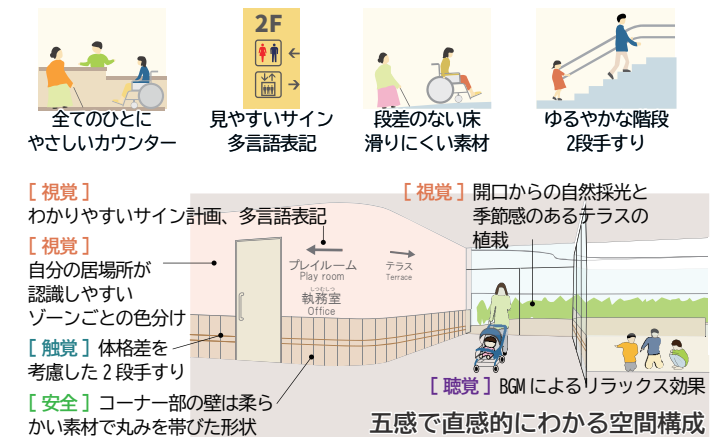 2F
全てのひとに
やさしいカウンター
見やすいサイン
多言語表記
段差のない床
滑りにくい素材
ゆるやかな階段
2段手すり
［視覚］
わかりやすいサイン計画、多言語表記
［視覚］
自分の居場所が
認識しやすい
ゾーンごとの色分け
［触覚］体格差を
考慮した2段手すり
［安全］コーナー部の壁は柔ら
かい素材で丸みを帯びた形状
［視覚］開口からの自然採光と
季節感のあるテラスの
植栽
プレイルーム
Play room
テラス
Terrace
しつむしつ
執務室
Office
［聴覚］BGMによるリラックス効果
五感で直感的にわかる空間構成